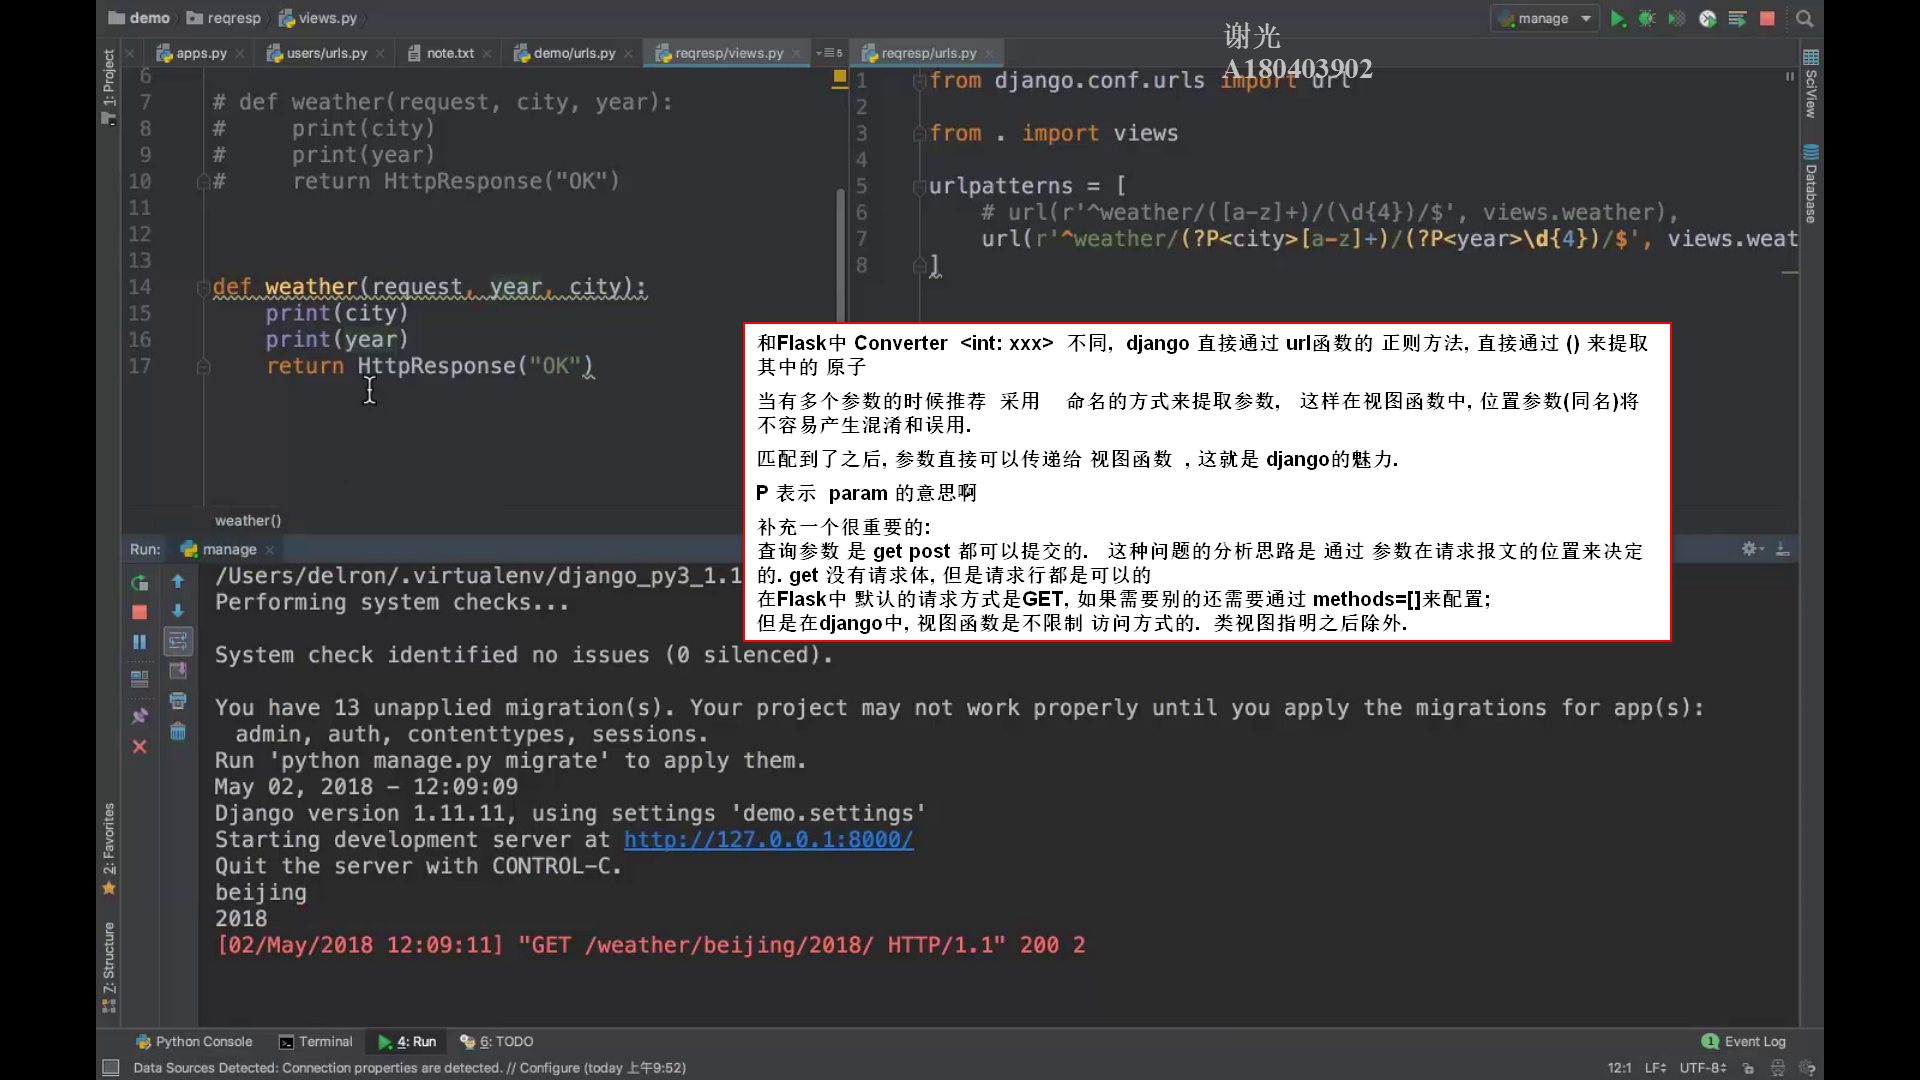 demo reqresp views.py
manage
谢光
A180403902
apps.py users/urls.py note.txt demo/urls.py reqresp/views.py 5 reqresp/urls.py
1: Project
SciView
Database
6
7 # def weather(request, city, year):
8 #     print(city)
9 #     print(year)
10 #     return HttpResponse("OK")
11
12
13
14 def weather(request, year, city):
15     print(city)
16     print(year)
17     return HttpResponse("OK")
weather()
1 from django.conf.urls import url
2
3 from . import views
4
5 urlpatterns = [
6     # url(r'^weather/([a-z]+)/(\d{4})/$', views.weather),
7     url(r'^weather/(?P<city>[a-z]+)/(?P<year>\d{4})/$', views.weat
8 ]
和Flask中 Converter <int: xxx> 不同, django 直接通过 url函数的 正则方法, 直接通过 () 来提取
其中的 原子
当有多个参数的时候推荐 采用 命名的方式来提取参数, 这样在视图函数中, 位置参数(同名)将
不容易产生混淆和误用.
匹配到了之后, 参数直接可以传递给 视图函数 , 这就是 django的魅力.
P 表示 param 的意思啊
补充一个很重要的:
查询参数 是 get post 都可以提交的. 这种问题的分析思路是 通过 参数在请求报文的位置来决定
的. get 没有请求体, 但是请求行都是可以的
在Flask中 默认的请求方式是GET, 如果需要别的还需要通过 methods=[]来配置;
但是在django中, 视图函数是不限制 访问方式的. 类视图指明之后除外.
Run: manage
/Users/delron/.virtualenv/django_py3_1.1
Performing system checks...
System check identified no issues (0 silenced).
You have 13 unapplied migration(s). Your project may not work properly until you apply the migrations for app(s):
admin, auth, contenttypes, sessions.
Run 'python manage.py migrate' to apply them.
May 02, 2018 - 12:09:09
Django version 1.11.11, using settings 'demo.settings'
Starting development server at http://127.0.0.1:8000/
Quit the server with CONTROL-C.
beijing
2018
[02/May/2018 12:09:11] "GET /weather/beijing/2018/ HTTP/1.1" 200 2
2: Favorites
Z: Structure
Python Console Terminal 4: Run 6: TODO 1 Event Log
Data Sources Detected: Connection properties are detected. // Configure (today 上午9:52) 12:1 LF UTF-8